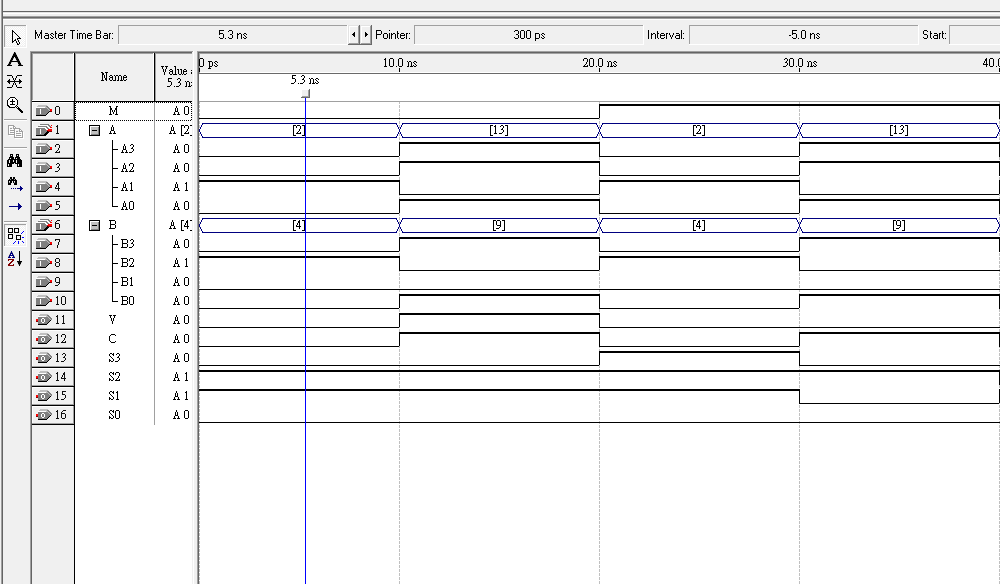 Master Time Bar: 5.3 ns Pointer: 300 ps Interval: -5.0 ns Start:
Name Value 5.3 n
0 ps 10.0 ns 20.0 ns 30.0 ns 40.0
5.3 ns
0 M A 0
1 A A [2] [2] [13] [2] [13]
2 A3 A 0
3 A2 A 0
4 A1 A 1
5 A0 A 0
6 B A [4] [4] [9] [4] [9]
7 B3 A 0
8 B2 A 1
9 B1 A 0
10 B0 A 0
11 V A 0
12 C A 0
13 S3 A 0
14 S2 A 1
15 S1 A 1
16 S0 A 0